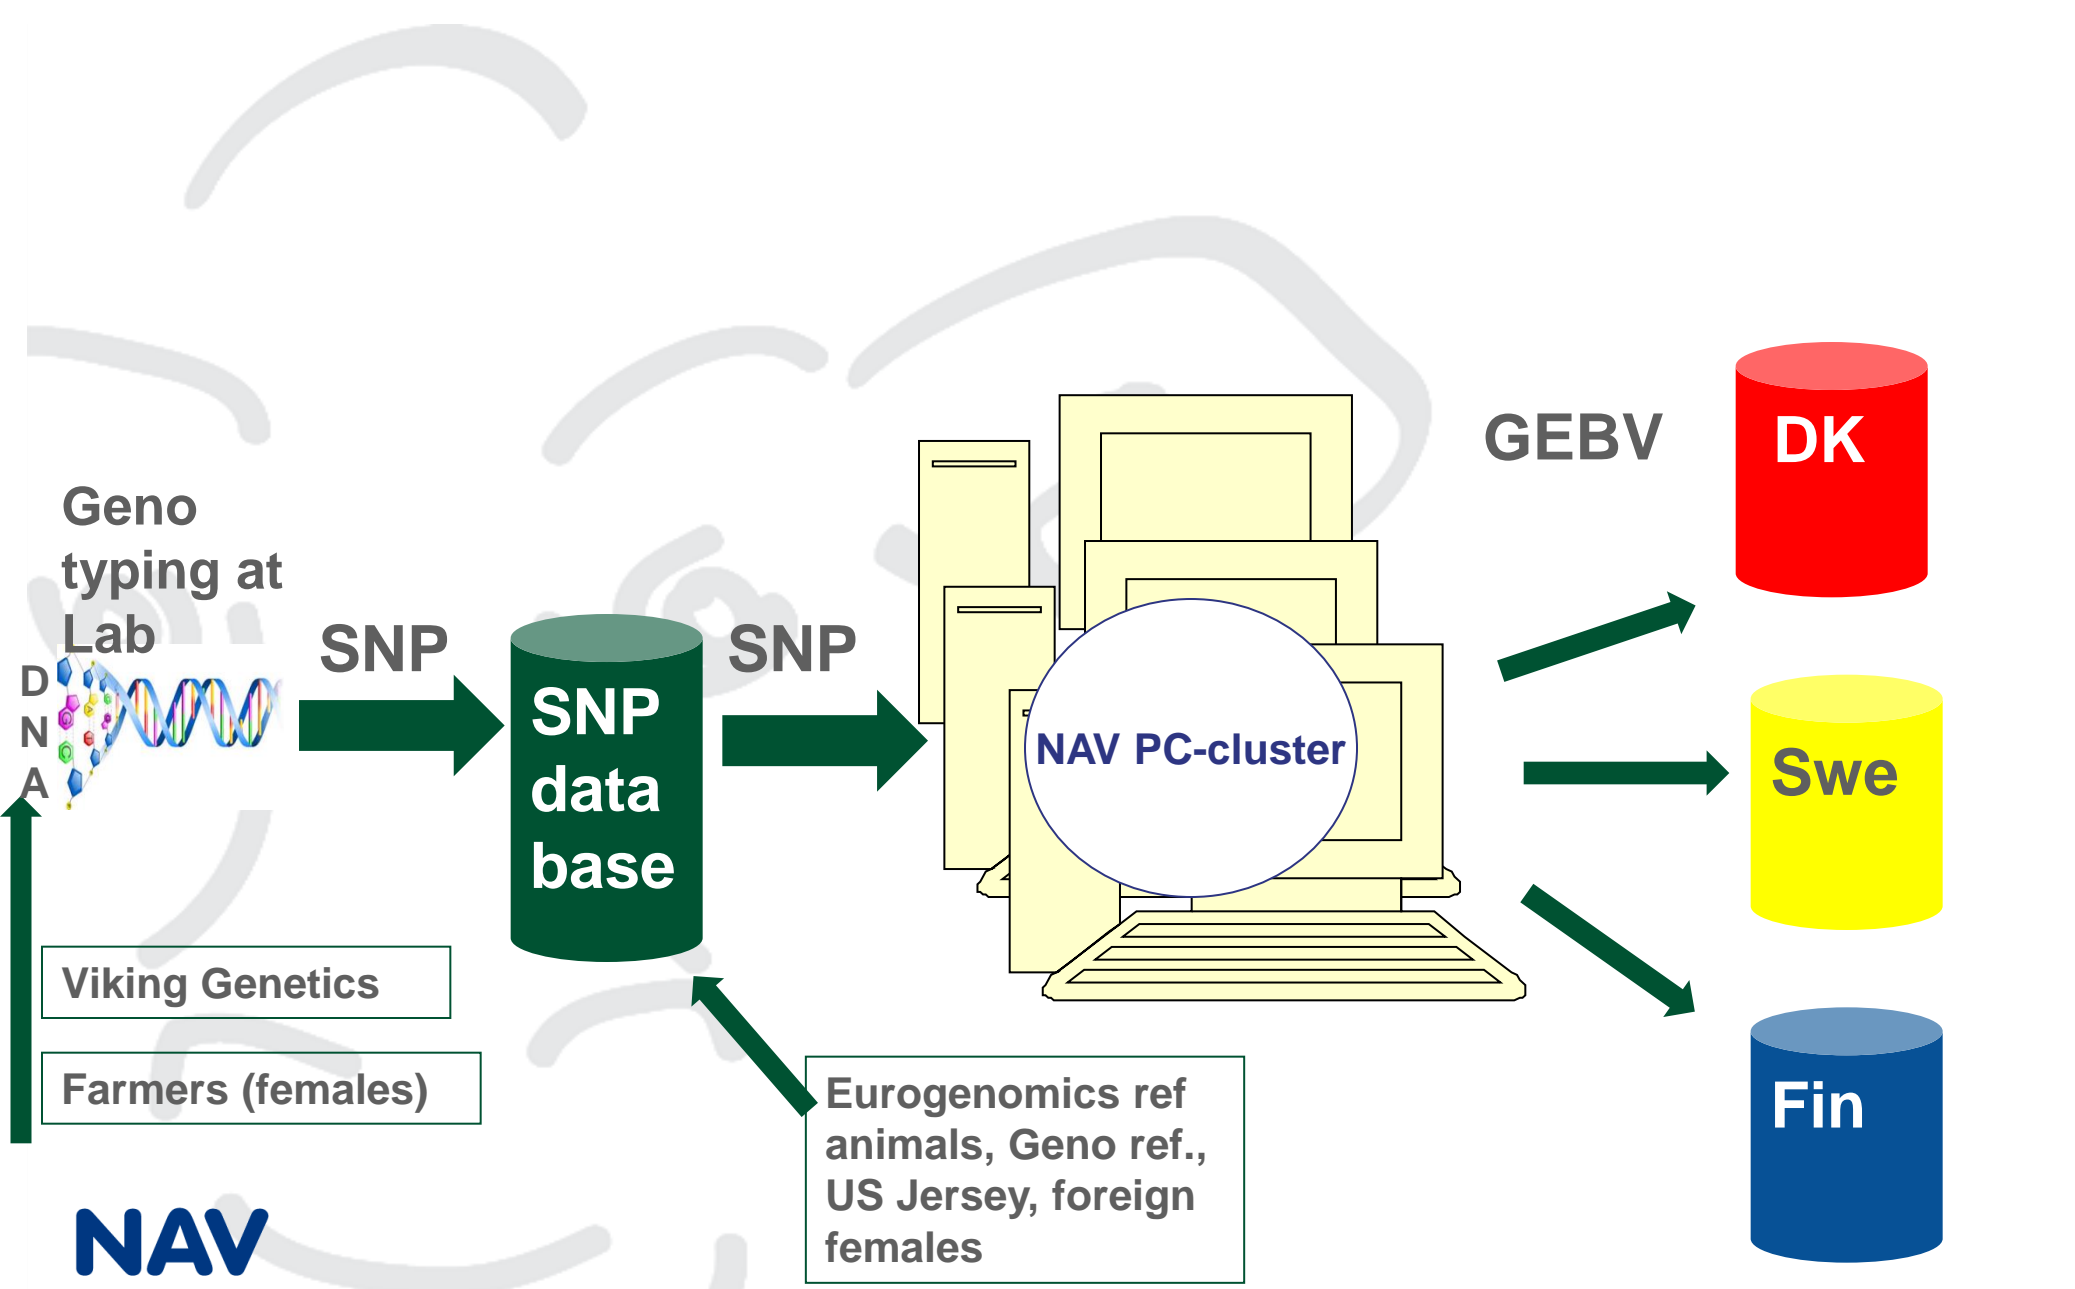 Geno
typing at
Lab
D
N
A
SNP
SNP
data
base
SNP
NAV PC-cluster
GEBV
DK
Swe
Fin
Viking Genetics
Farmers (females)
Eurogenomics ref
animals, Geno ref.,
US Jersey, foreign
females
NAV